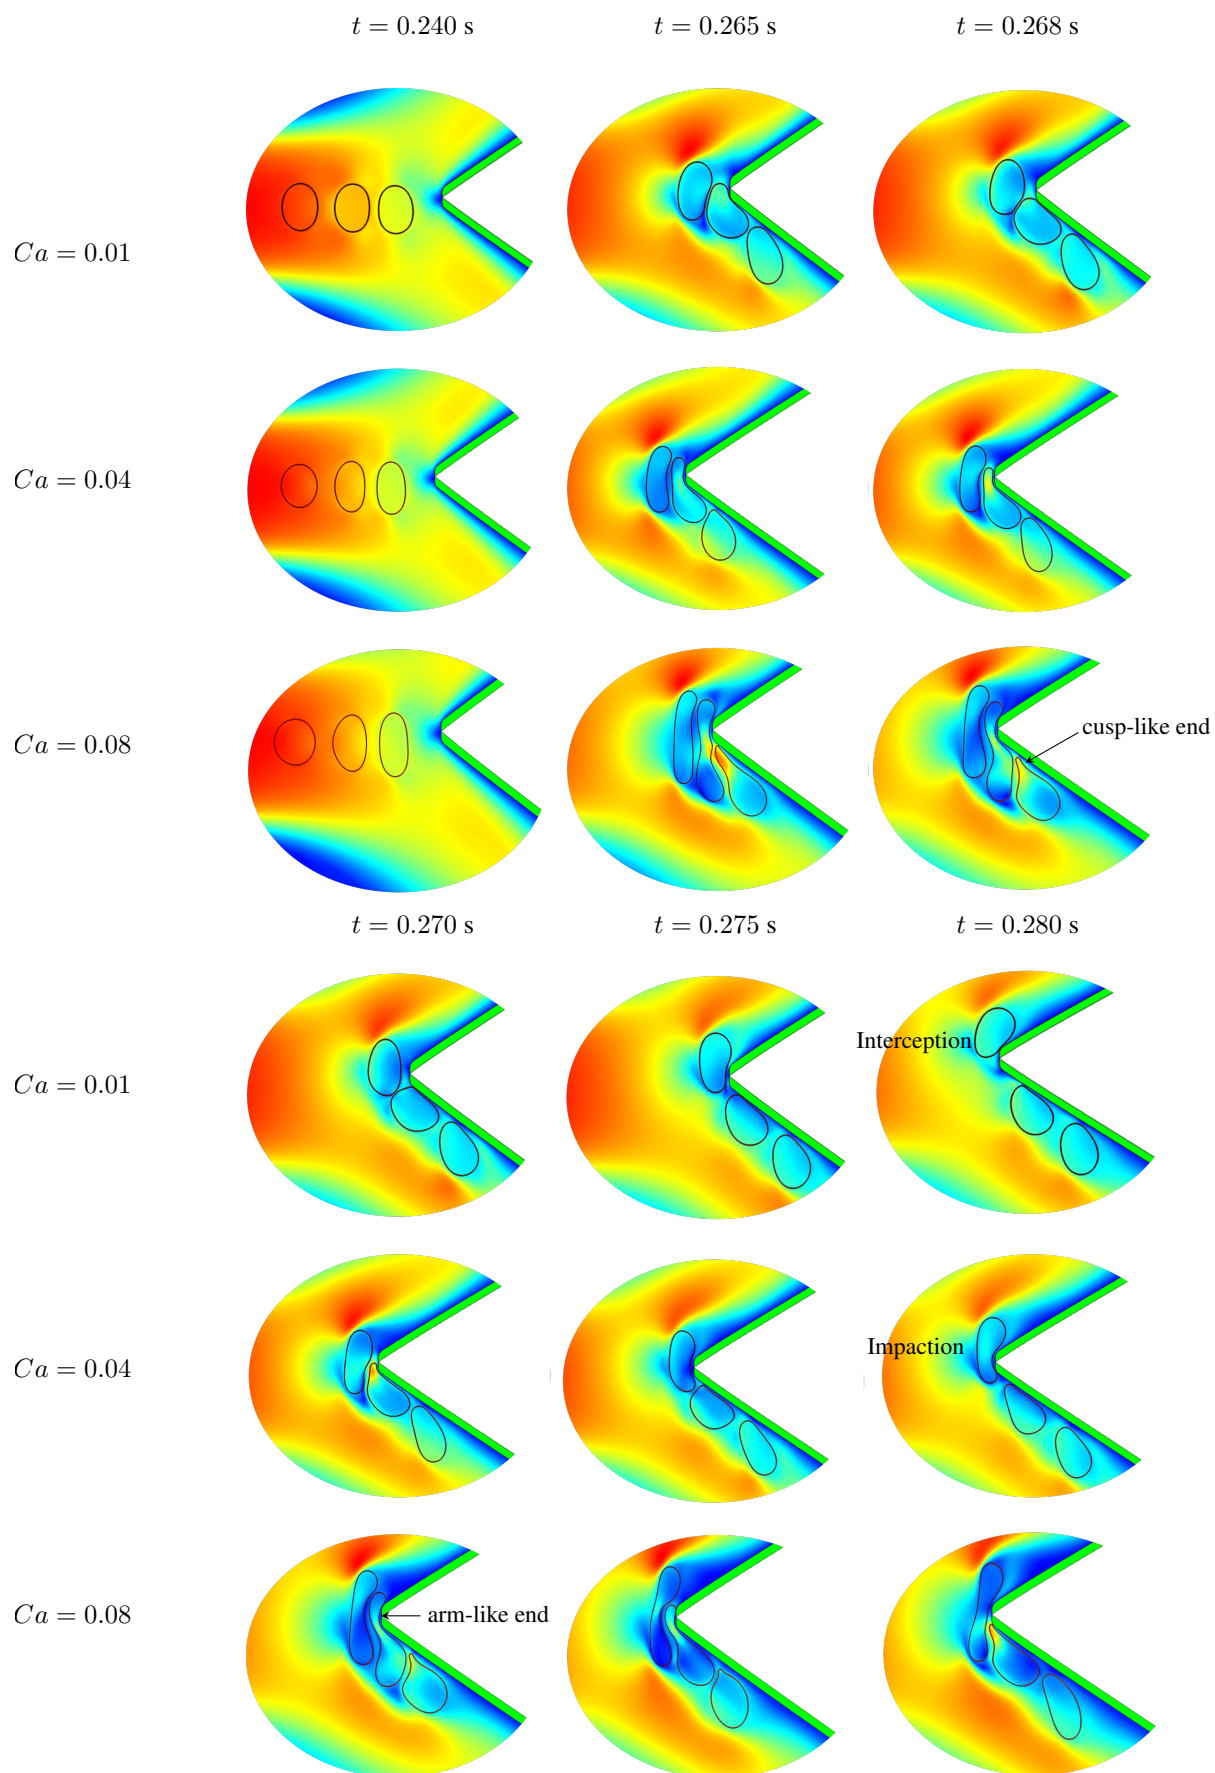 t = 0.240 s t = 0.265 s t = 0.268 s
Ca = 0.01
Ca = 0.04
Ca = 0.08
cusp-like end
t = 0.270 s t = 0.275 s t = 0.280 s
Ca = 0.01
Interception
Ca = 0.04
Impaction
Ca = 0.08
arm-like end